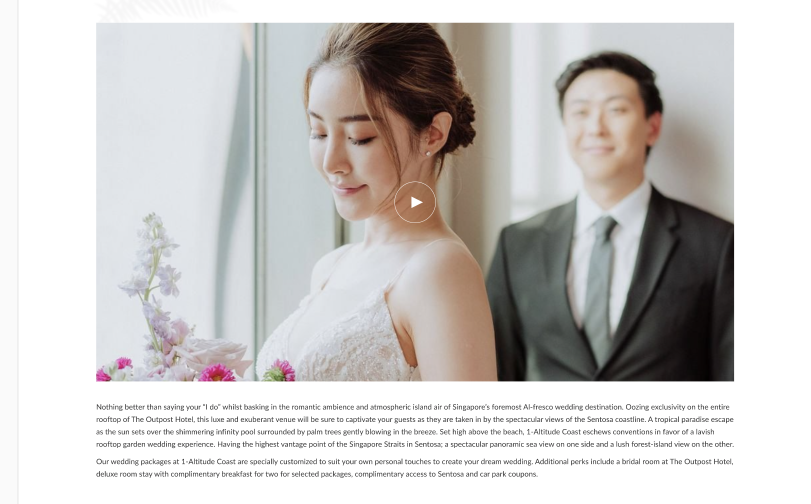 Nothing better than saying your "I do" whilst basking in the romantic ambience and atmospheric island air of Singapore's foremost Al-fresco wedding destination. Oozing exclusivity on the entire
rooftop of The Outpost Hotel, this luxe and exuberant venue will be sure to captivate your guests as they are taken in by the spectacular views of the Sentosa coastline. A tropical paradise escape
as the sun sets over the shimmering infinity pool surrounded by palm trees gently blowing in the breeze. Set high above the beach, 1-Altitude Coast eschews conventions in favor of a lavish
rooftop garden wedding experience. Having the highest vantage point of the Singapore Straits in Sentosa; a spectacular panoramic sea view on one side and a lush forest-island view on the other.
Our wedding packages at 1-Altitude Coast are specially customized to suit your own personal touches to create your dream wedding. Additional perks include a bridal room at The Outpost Hotel,
deluxe room stay with complimentary breakfast for two for selected packages, complimentary access to Sentosa and car park coupons.